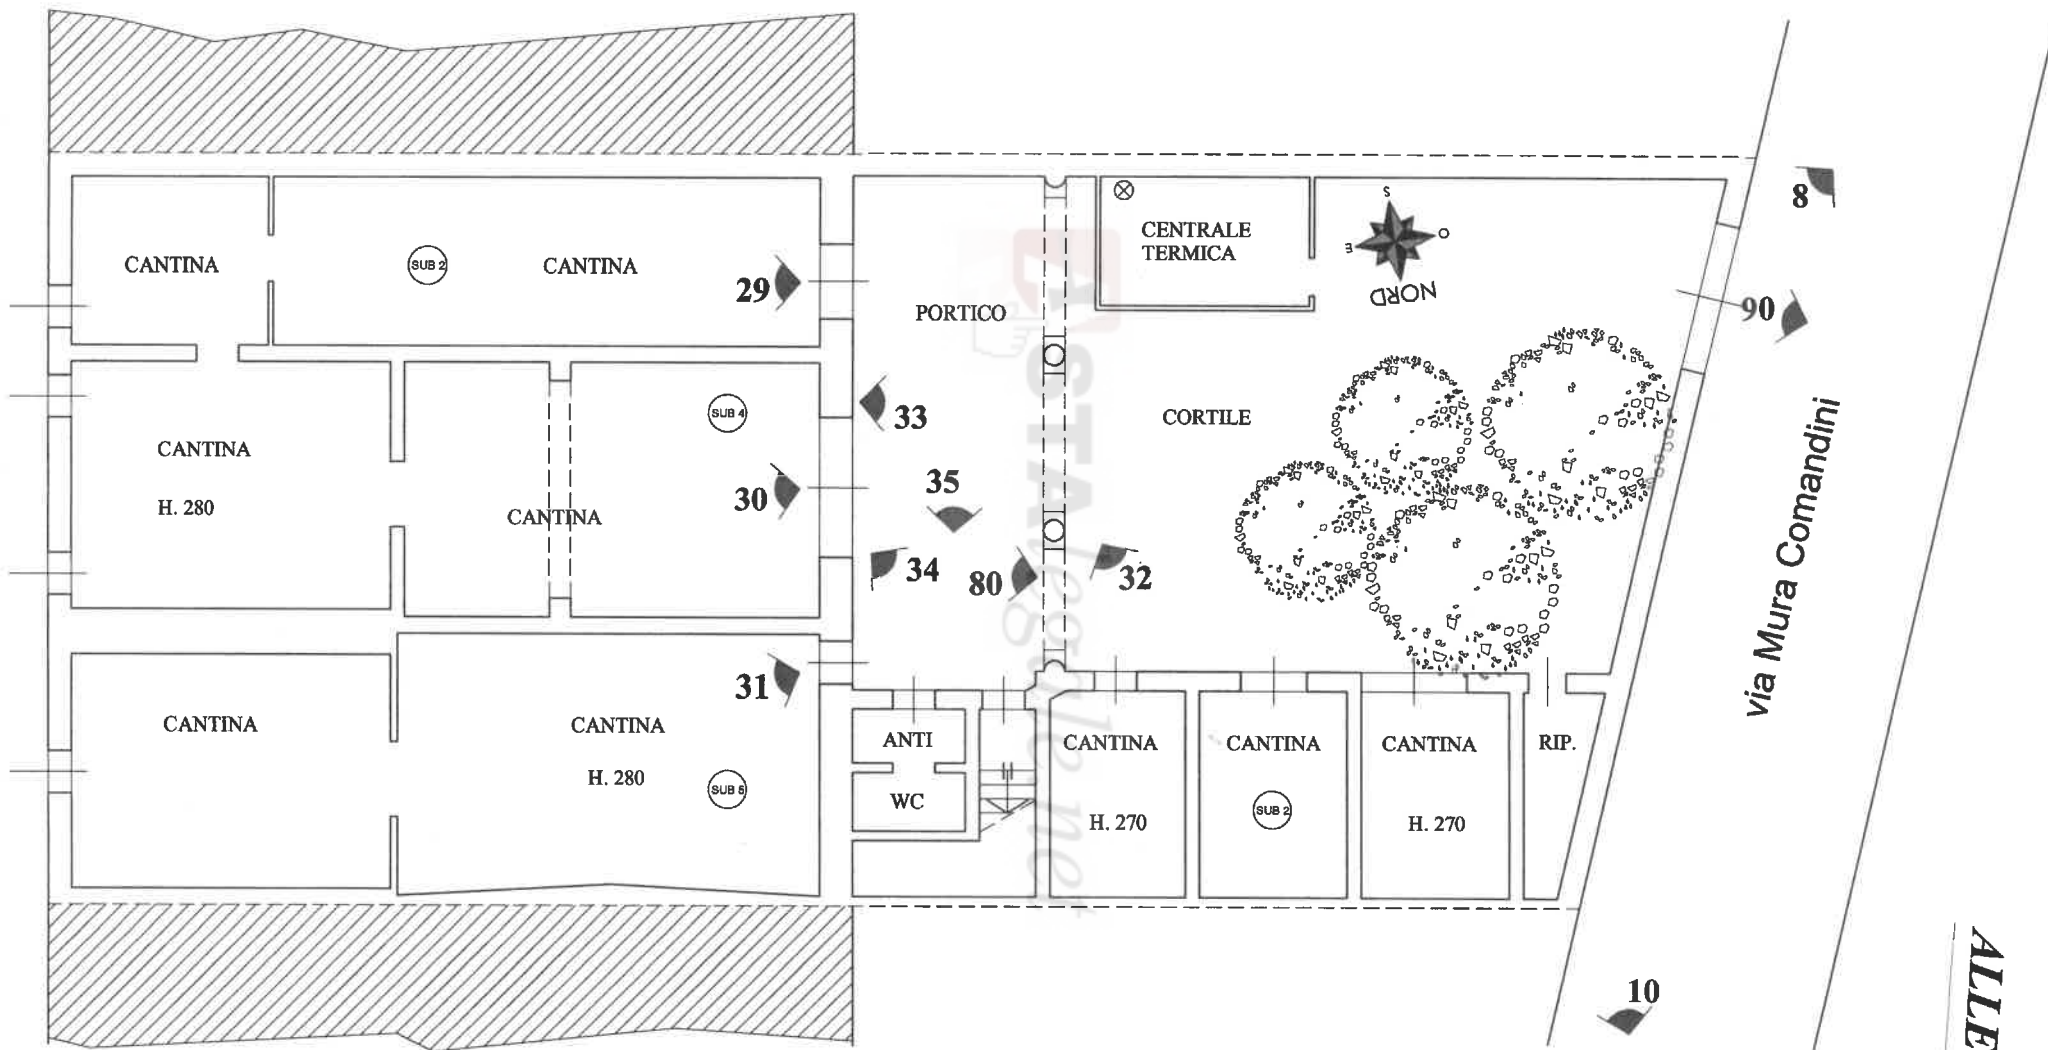 8
S
CENTRALE
TERMICA
O
E
CANTINA
SUB 2
CANTINA
29
NORD
90
PORTICO
SUB 4
33
CORTILE
CANTINA
H. 280
30
CANTINA
35
34
80
32
via Mura Comandini
31
CANTINA
CANTINA
H. 280
SUB 5
ANTI
WC
CANTINA
H. 270
CANTINA
SUB 2
CANTINA
H. 270
RIP.
10
ALLE
ASTAlegale.net